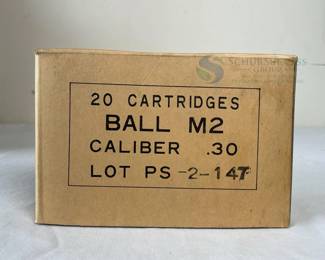 20 CARTRIDGES
BALL M2
CALIBER .30
LOT PS -2-147